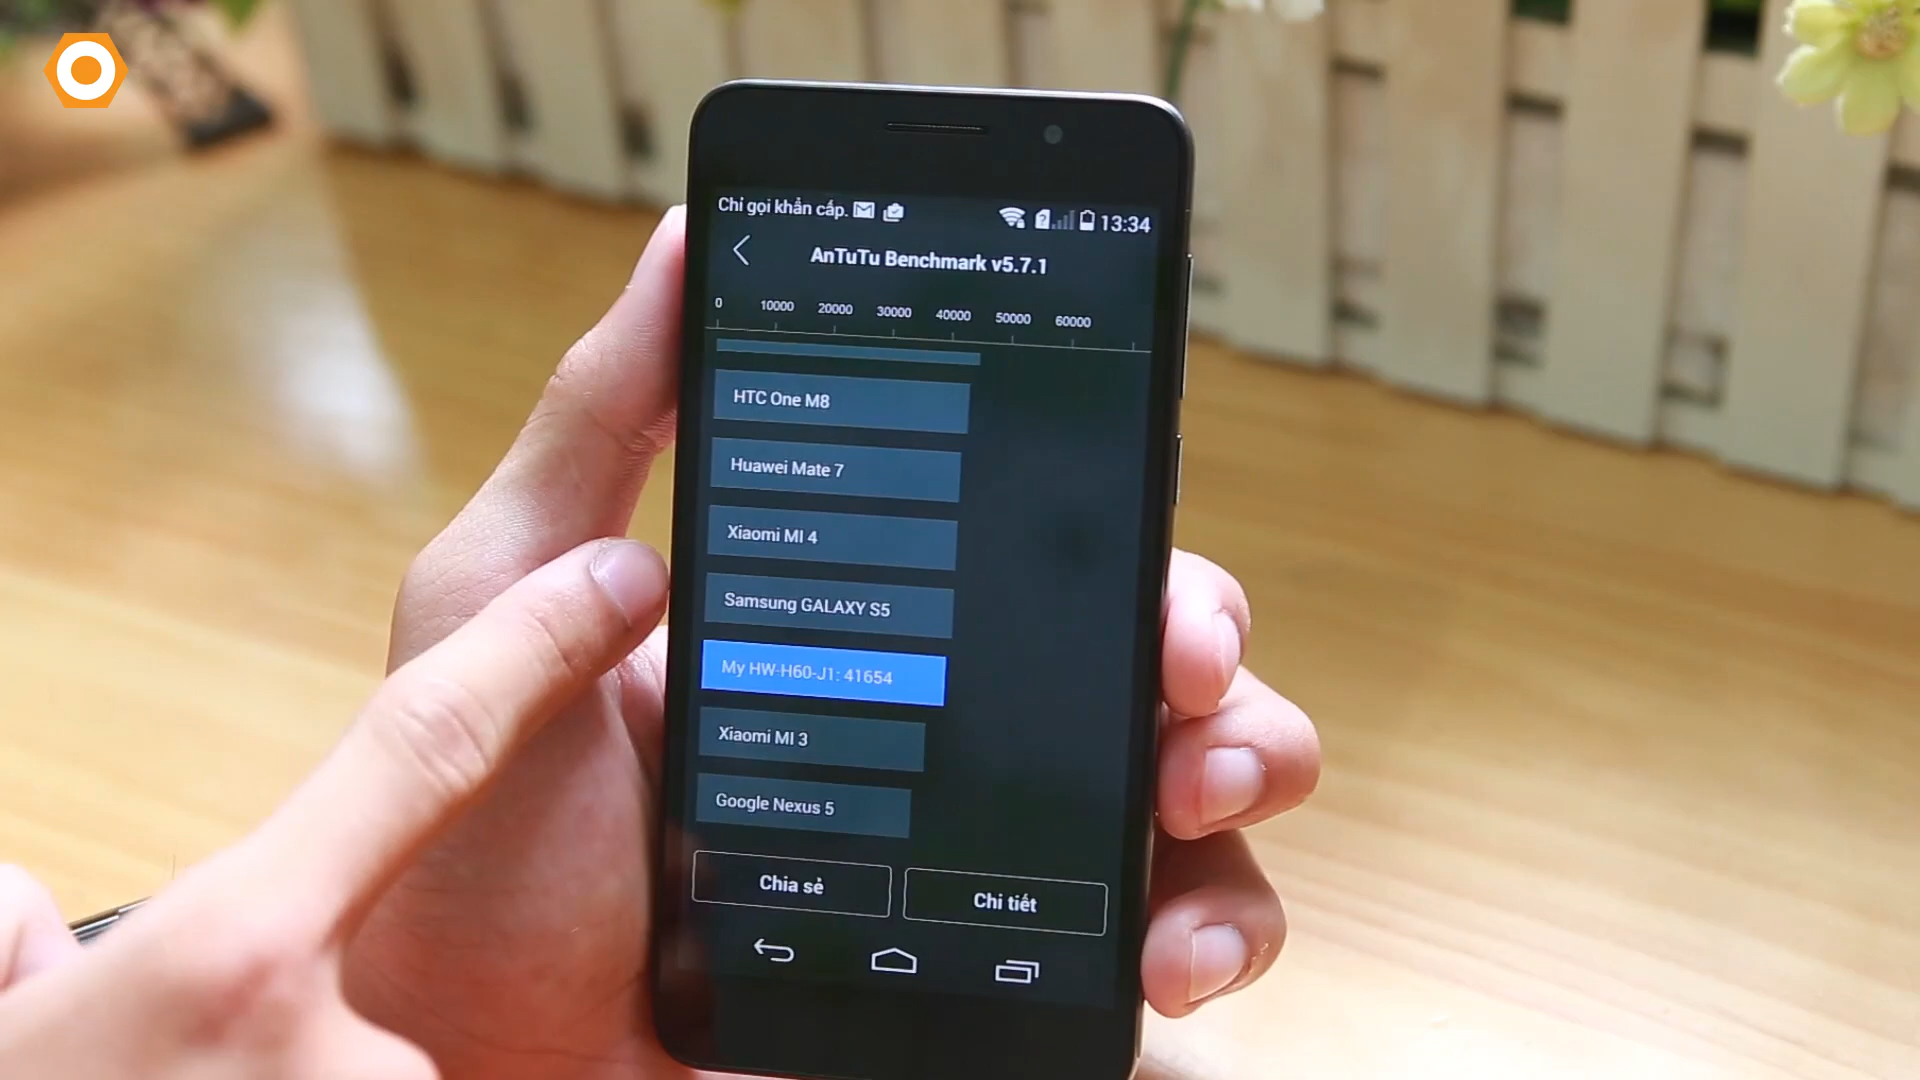 Chỉ gọi khẩn cấp. 13:34
AnTuTu Benchmark v5.7.1
0 10000 20000 30000 40000 50000 60000
HTC One M8
Huawei Mate 7
Xiaomi MI 4
Samsung GALAXY S5
My HW-H60-J1: 41654
Xiaomi MI 3
Google Nexus 5
Chia sẻ Chi tiết